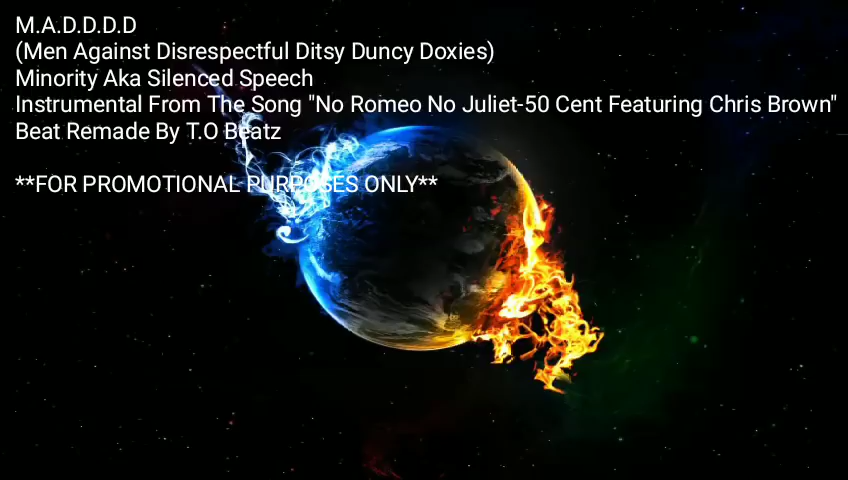 M.A.D.D.D.D
(Men Against Disrespectful Ditsy Duncy Doxies)
Minority Aka Silenced Speech
Instrumental From The Song "No Romeo No Juliet-50 Cent Featuring Chris Brown"
Beat Remade By T.O Beatz
**FOR PROMOTIONAL PURPOSES ONLY**